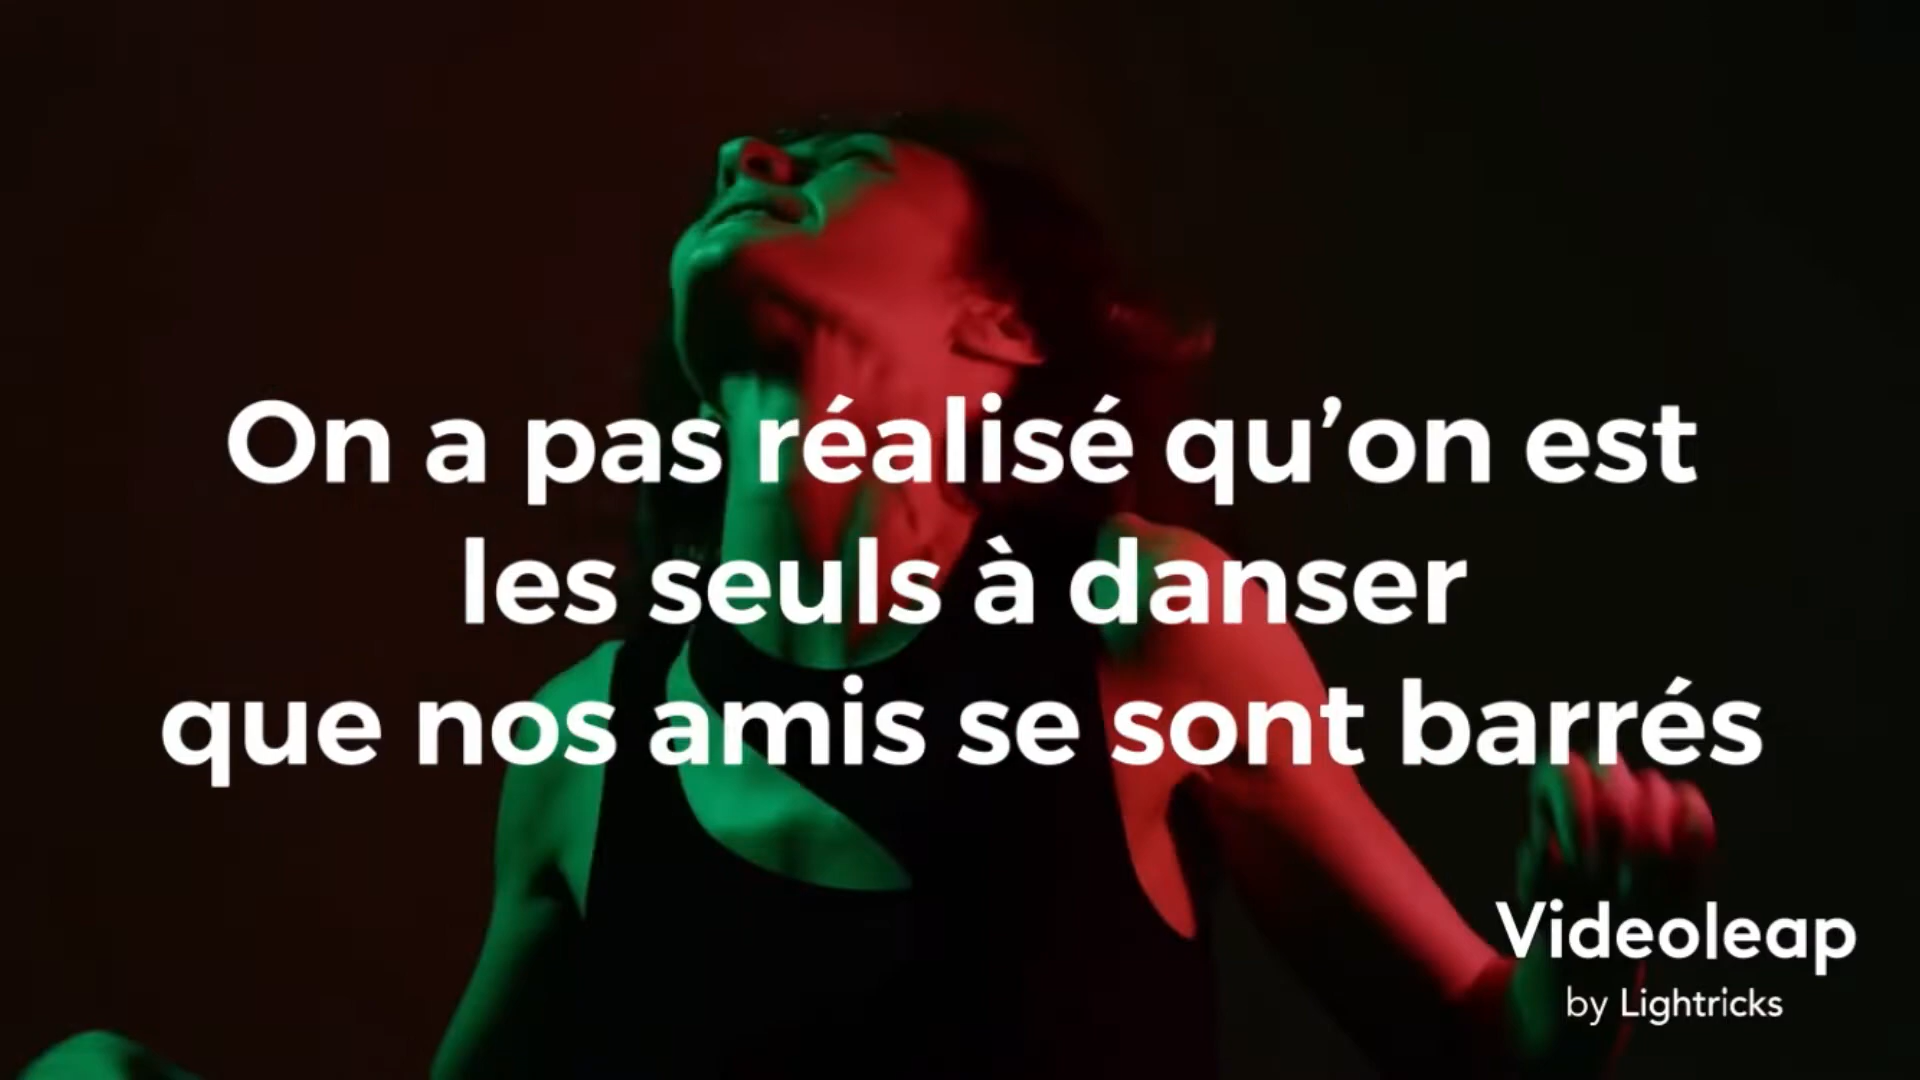 On a pas réalisé qu’on est
les seuls à danser
que nos amis se sont barrés
Videoleap
by Lightricks